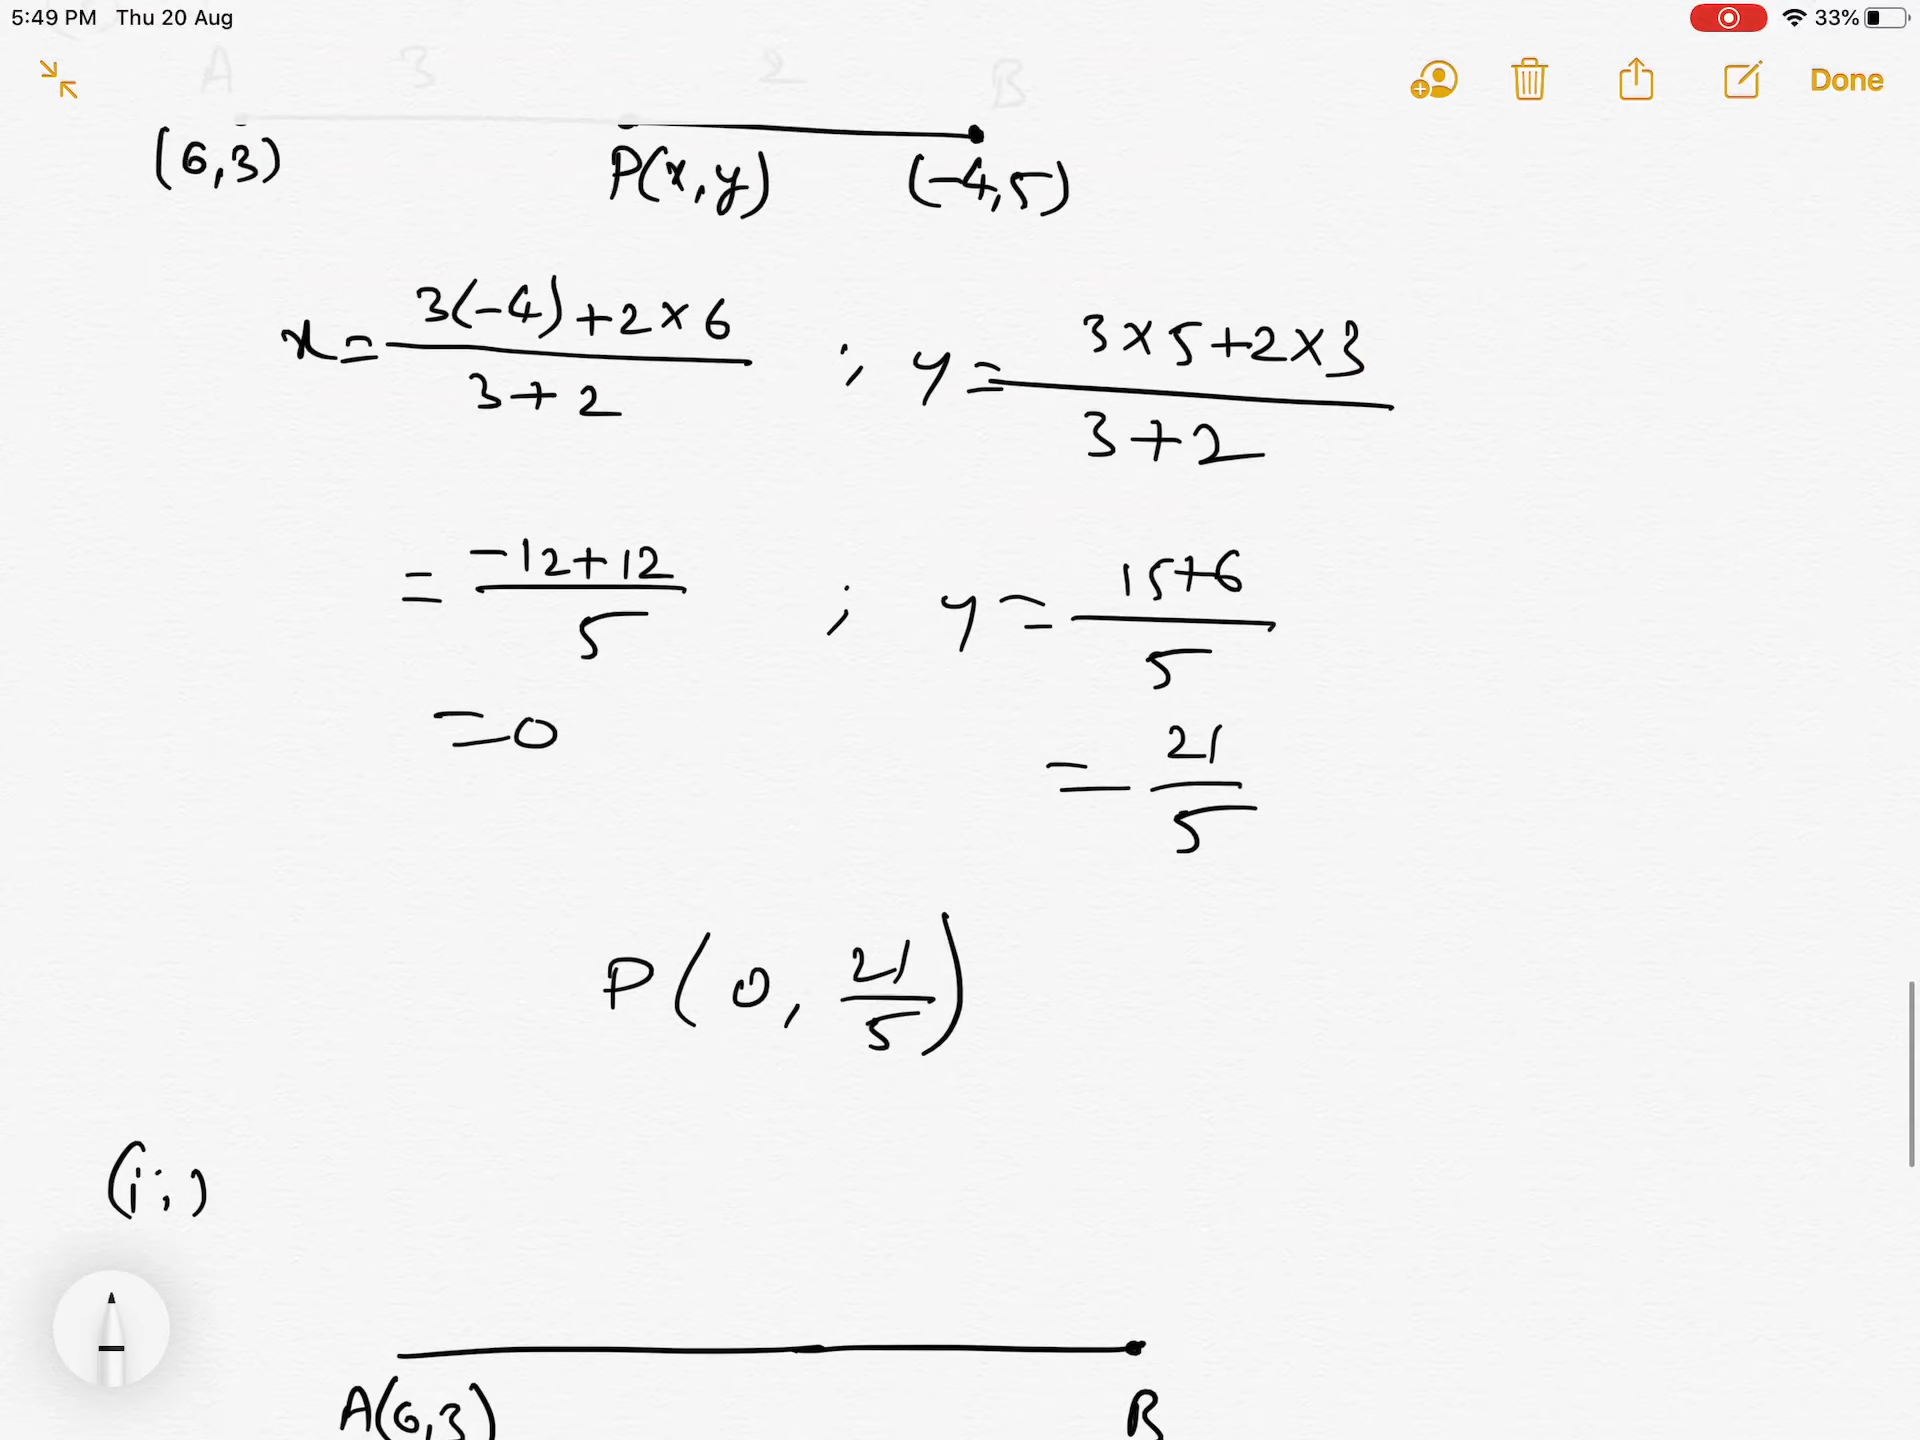 5:49 PM Thu 20 Aug 33%
Done
A 3 2 B
(6,3) P(x,y) (-4,5)
x = 3(-4)+2×6 / 3+2 ; y = 3×5+2×3 / 3+2
= -12+12 / 5 ; y = 15+6 / 5
=0 = 21 / 5
P(0, 21/5)
(ii)
A(6,3) B